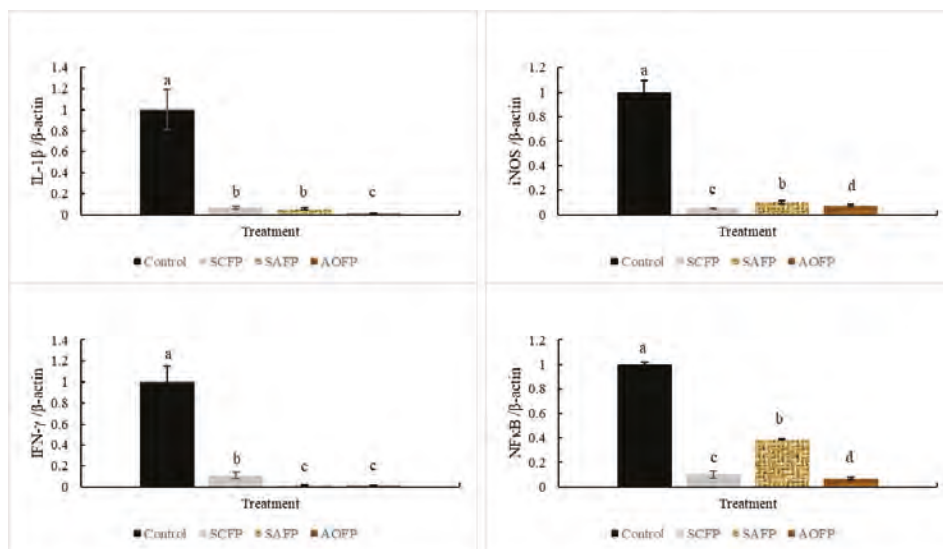 IL-1β /β-actin
1.4
1.2
1
0.8
0.6
0.4
0.2
0
a
b
b
c
Treatment
Control SCFP SAFP AOFP
iNOS /β-actin
1.2
1
0.8
0.6
0.4
0.2
0
a
c
b
d
Treatment
Control SCFP SAFP AOFP
IFN-γ /β-actin
1.4
1.2
1
0.8
0.6
0.4
0.2
0
a
b
c
c
Treatment
Control SCFP SAFP AOFP
NFκB /β-actin
1.2
1
0.8
0.6
0.4
0.2
0
a
c
b
d
Treatment
Control SCFP SAFP AOFP